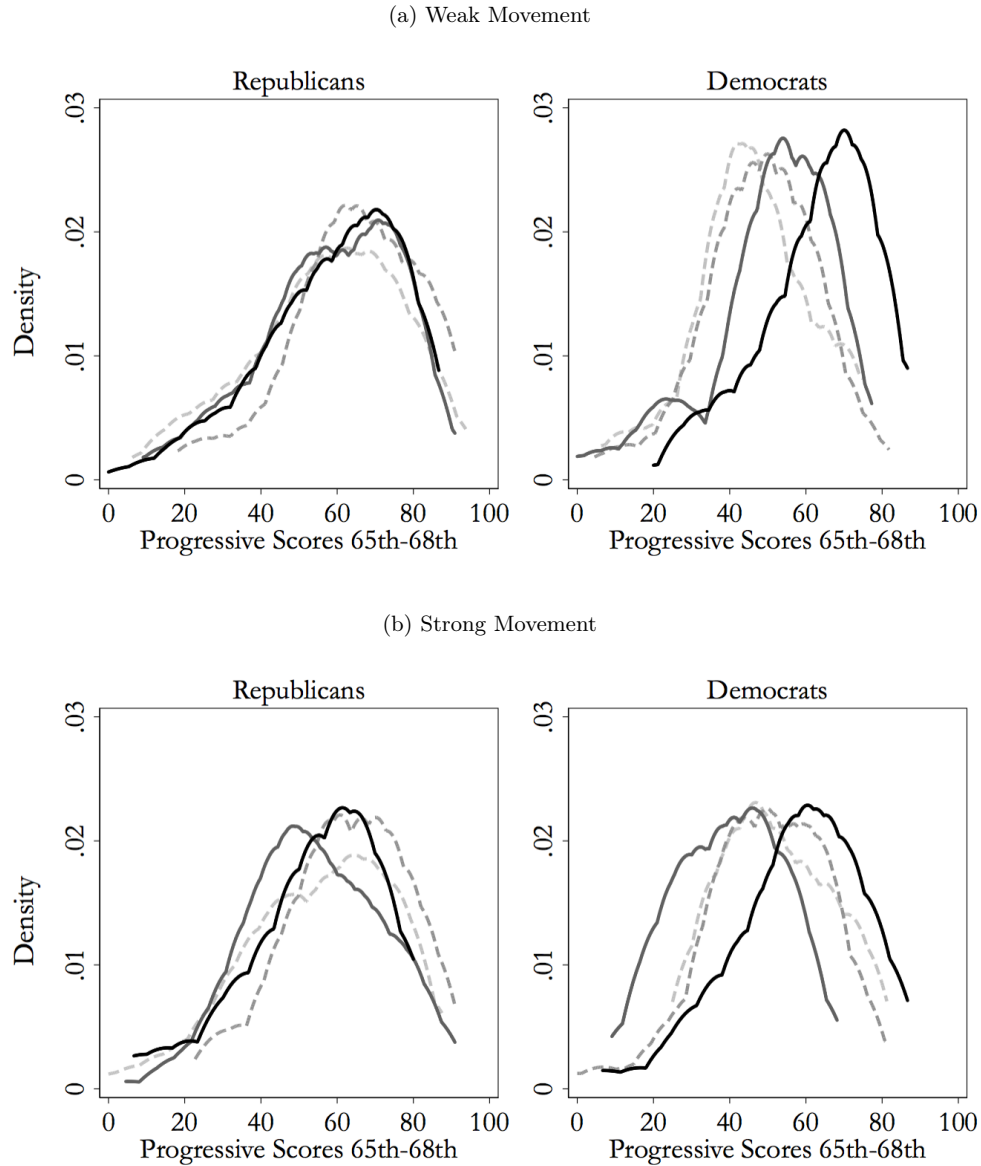 (a) Weak Movement
Republicans
Democrats
Density
.03
.02
.01
0
0 20 40 60 80 100
Progressive Scores 65th-68th
.03
.02
.01
0
0 20 40 60 80 100
Progressive Scores 65th-68th
(b) Strong Movement
Republicans
Democrats
Density
.03
.02
.01
0
0 20 40 60 80 100
Progressive Scores 65th-68th
.03
.02
.01
0
0 20 40 60 80 100
Progressive Scores 65th-68th